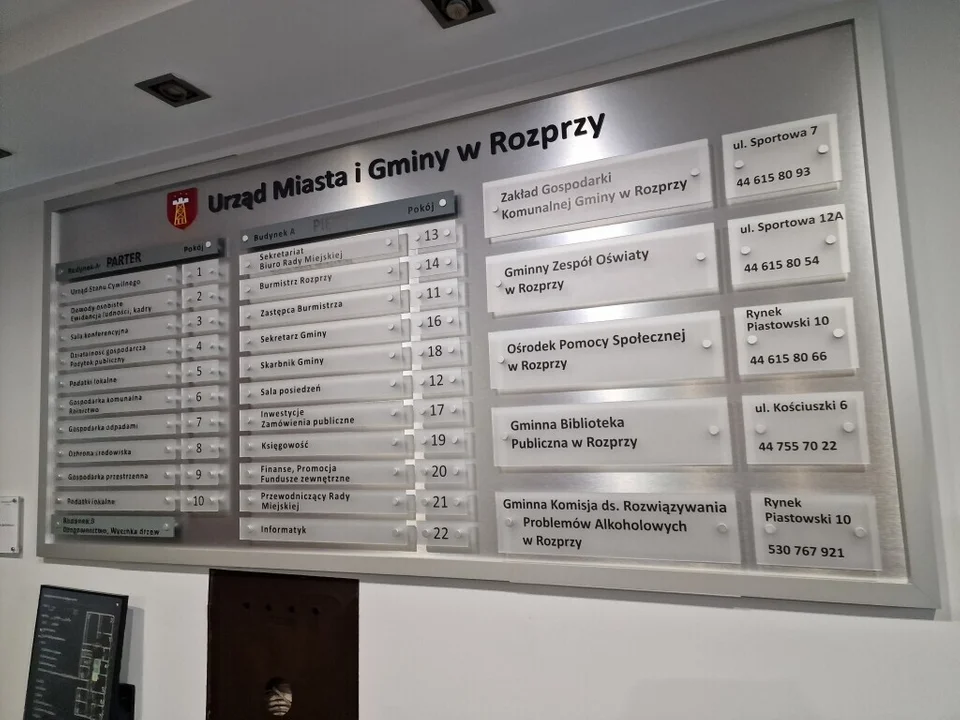 Urząd Miasta i Gminy w Rozprzy
Budynek A PARTER Pokój
Urząd Stanu Cywilnego 1
Dowody osobiste
Ewidencja ludności, kadry 2
Sala konferencyjna 3
Działalność gospodarcza
Pożytek publiczny 4
Podatki lokalne 5
Gospodarka komunalna
Rolnictwo 6
Gospodarka odpadami 7
Ochrona środowiska 8
Gospodarka przestrzenna 9
Podatki lokalne 10
Budynek B
Drogownictwo, Wycinka drzew
Budynek A Pokój
Sekretariat
Biuro Rady Miejskiej 13
Burmistrz Rozprzy 14
Zastępca Burmistrza 11
Sekretarz Gminy 16
Skarbnik Gminy 18
Sala posiedzeń 12
Inwestycje
Zamówienia publiczne 17
Księgowość 19
Finanse, Promocja
Fundusze zewnętrzne 20
Przewodniczący Rady
Miejskiej 21
Informatyk 22
Zakład Gospodarki
Komunalnej Gminy w Rozprzy
ul. Sportowa 7
44 615 80 93
Gminny Zespół Oświaty
w Rozprzy
ul. Sportowa 12A
44 615 80 54
Ośrodek Pomocy Społecznej
w Rozprzy
Rynek
Piastowski 10
44 615 80 66
Gminna Biblioteka
Publiczna w Rozprzy
ul. Kościuszki 6
44 755 70 22
Gminna Komisja ds. Rozwiązywania
Problemów Alkoholowych
w Rozprzy
Rynek
Piastowski 10
530 767 921